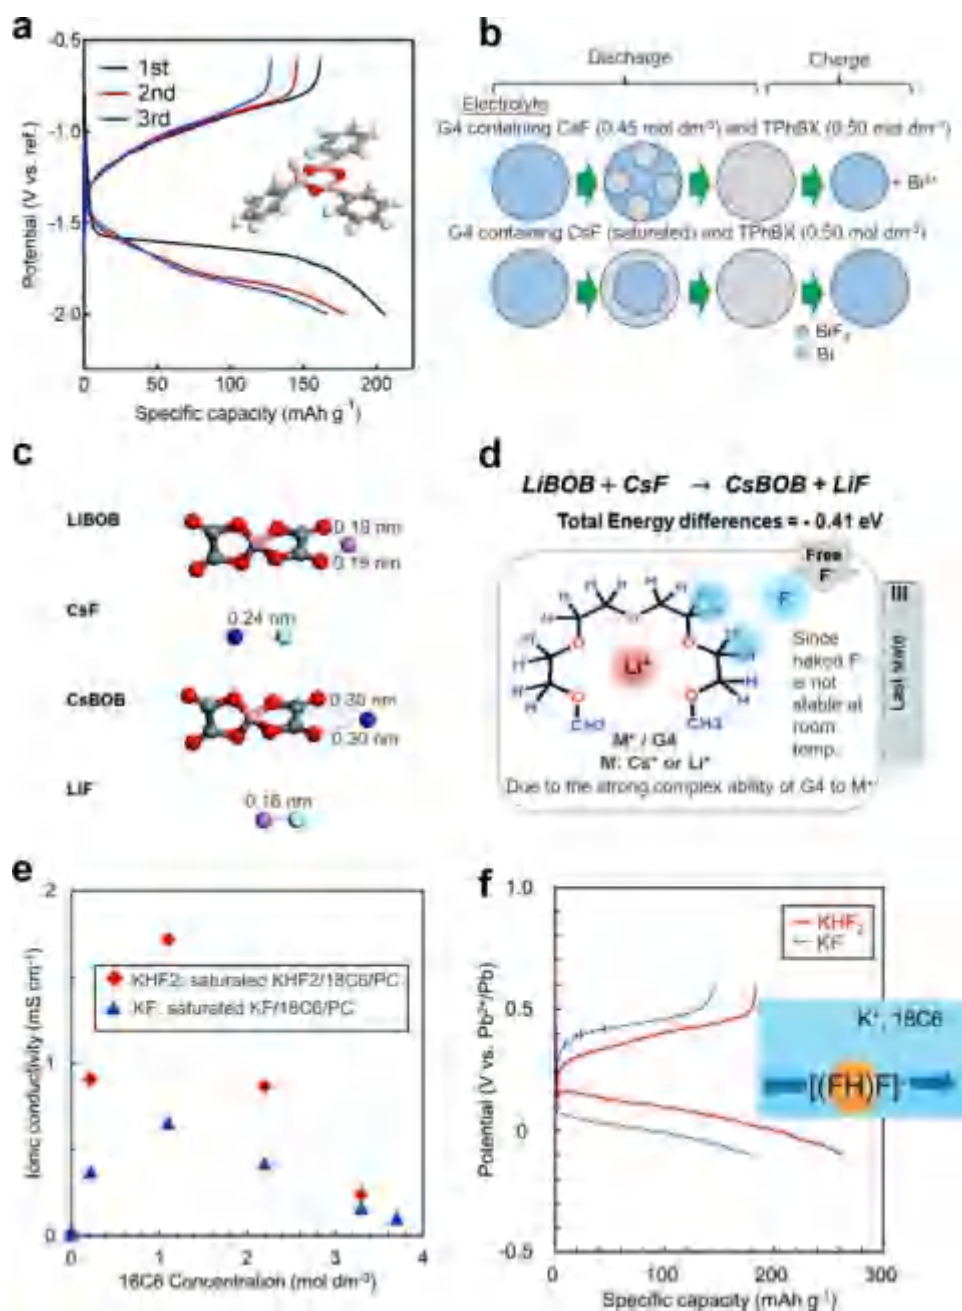 a
-0.5
-1.0
-1.5
-2.0
Potential (V vs. ref.)
1st
2nd
3rd
0 50 100 150 200
Specific capacity (mAh g⁻¹)
b
Discharge
Charge
Electrolyte
G4 containing CsF (0.45 mol dm⁻³) and TPhBX (0.50 mol dm⁻³)
+ Bi³⁺
G4 containing CsF (saturated) and TPhBX (0.50 mol dm⁻³)
BiF₃
Bi
c
LiBOB
0.19 nm
0.19 nm
CsF
0.24 nm
CsBOB
0.30 nm
0.30 nm
LiF
0.16 nm
d
LiBOB + CsF → CsBOB + LiF
Total Energy differences = - 0.41 eV
Free
F⁻
III
Last state
Li⁺
Since
naked F⁻
is not
stable at
room
temp.
CH3
CH3
M⁺ / G4
M: Cs⁺ or Li⁺
Due to the strong complex ability of G4 to M⁺
e
2
1
0
Ionic conductivity (mS cm⁻¹)
KHF2: saturated KHF2/18C6/PC
KF: saturated KF/18C6/PC
0 1 2 3 4
18C6 Concentration (mol dm⁻³)
f
1.0
0.5
0
-0.5
Potential (V vs. Pb²⁺/Pb)
KHF₂
KF
K⁺, 18C6
[(FH)F]⁻
0 100 200 300
Specific capacity (mAh g⁻¹)